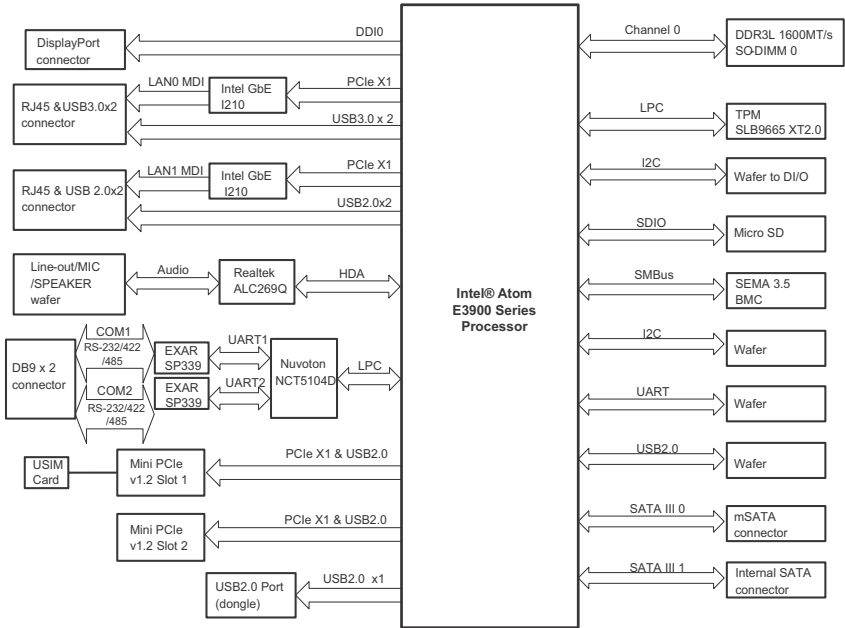 DDI0
DisplayPort
connector
LAN0 MDI
Intel GbE
I210
PCIe X1
RJ45 &USB3.0x2
connector
USB3.0 x 2
LAN1 MDI
Intel GbE
I210
PCIe X1
RJ45 & USB 2.0x2
connector
USB2.0x2
Line-out/MIC
/SPEAKER
wafer
Audio
Realtek
ALC269Q
HDA
DB9 x 2
connector
COM1
RS-232/422
/485
EXAR
SP339
UART1
COM2
RS-232/422
/485
EXAR
SP339
UART2
Nuvoton
NCT5104D
LPC
USIM
Card
Mini PCIe
v1.2 Slot 1
PCIe X1 & USB2.0
Mini PCIe
v1.2 Slot 2
PCIe X1 & USB2.0
USB2.0 Port
(dongle)
USB2.0 x1
Intel® Atom
E3900 Series
Processor
Channel 0
DDR3L 1600MT/s
SO-DIMM 0
LPC
TPM
SLB9665 XT2.0
I2C
Wafer to DI/O
SDIO
Micro SD
SMBus
SEMA 3.5
BMC
I2C
Wafer
UART
Wafer
USB2.0
Wafer
SATA III 0
mSATA
connector
SATA III 1
Internal SATA
connector